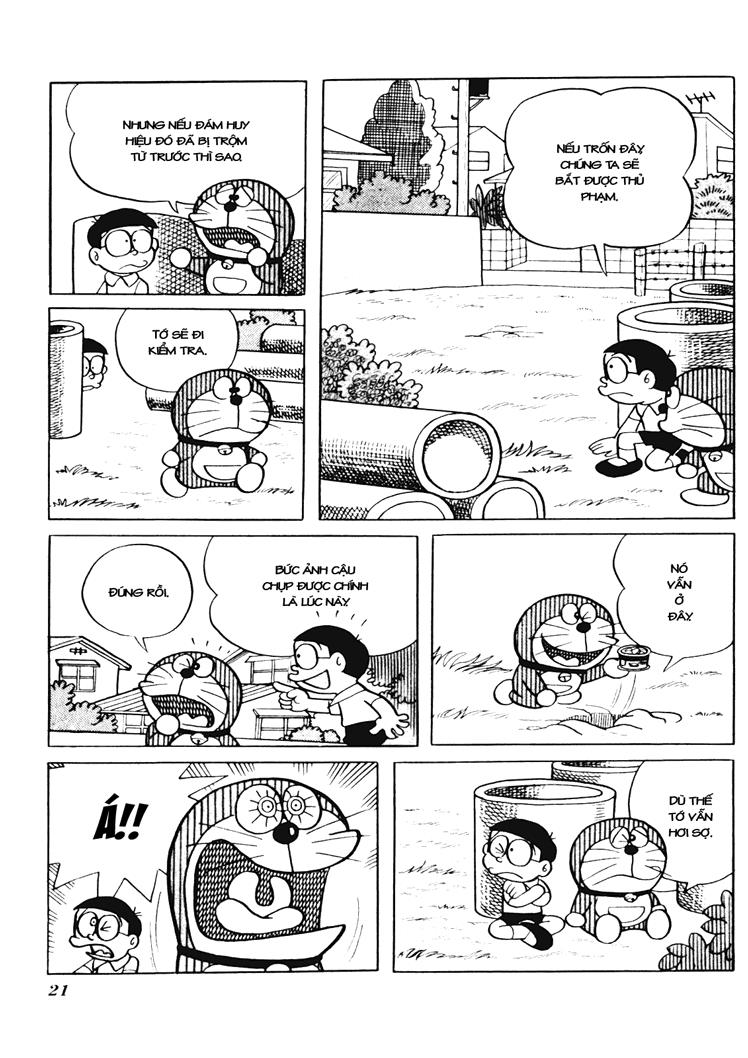 NẾU TRỐN ĐÂY,
CHÚNG TA SẼ
BẮT ĐƯỢC THỦ
PHẠM.
NHƯNG NẾU ĐÁM HUY
HIỆU ĐÓ ĐÃ BỊ TRỘM
TỪ TRƯỚC THÌ SAO.
TỚ SẼ ĐI
KIỂM TRA.
NÓ
VẪN
Ở
ĐÂY.
BỨC ẢNH CẬU
CHỤP ĐƯỢC CHÍNH
LÀ LÚC NÀY.
ĐÚNG RỒI.
DÙ THẾ
TỚ VẪN
HƠI SỢ.
Á!!
21